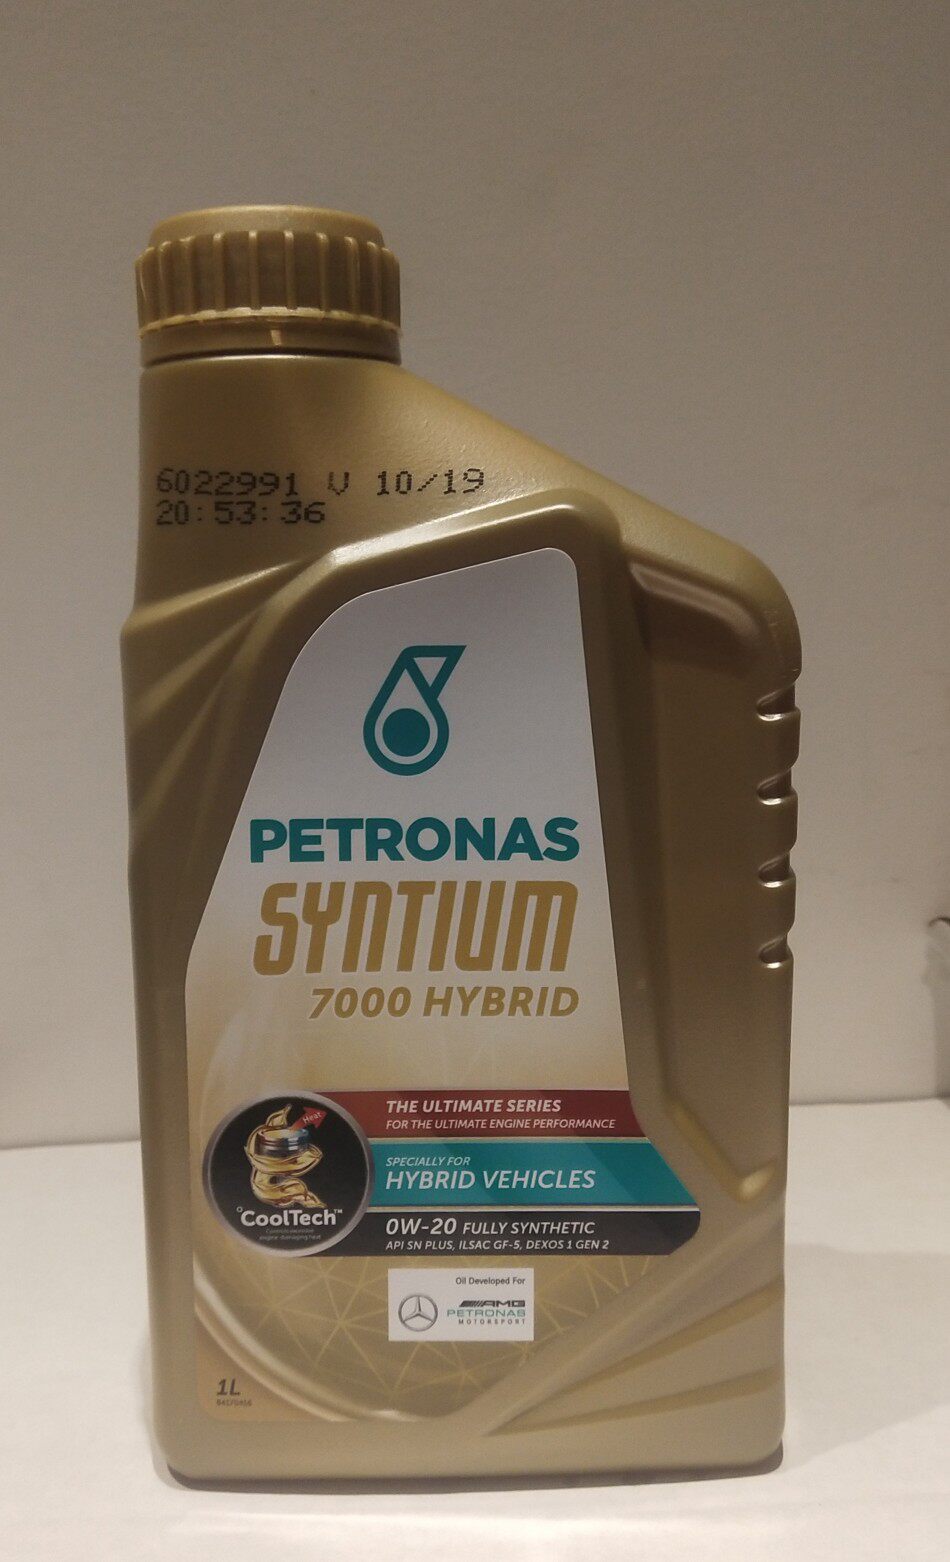 6022991 V 10/19
20:53:36
PETRONAS
SYNTIUM
7000 HYBRID
Heat
°CoolTech™
THE ULTIMATE SERIES
FOR THE ULTIMATE ENGINE PERFORMANCE
SPECIALLY FOR
HYBRID VEHICLES
0W-20 FULLY SYNTHETIC
API SN PLUS, ILSAC GF-5, DEXOS 1 GEN 2
Oil Developed For
AMG
PETRONAS
MOTORSPORT
1L